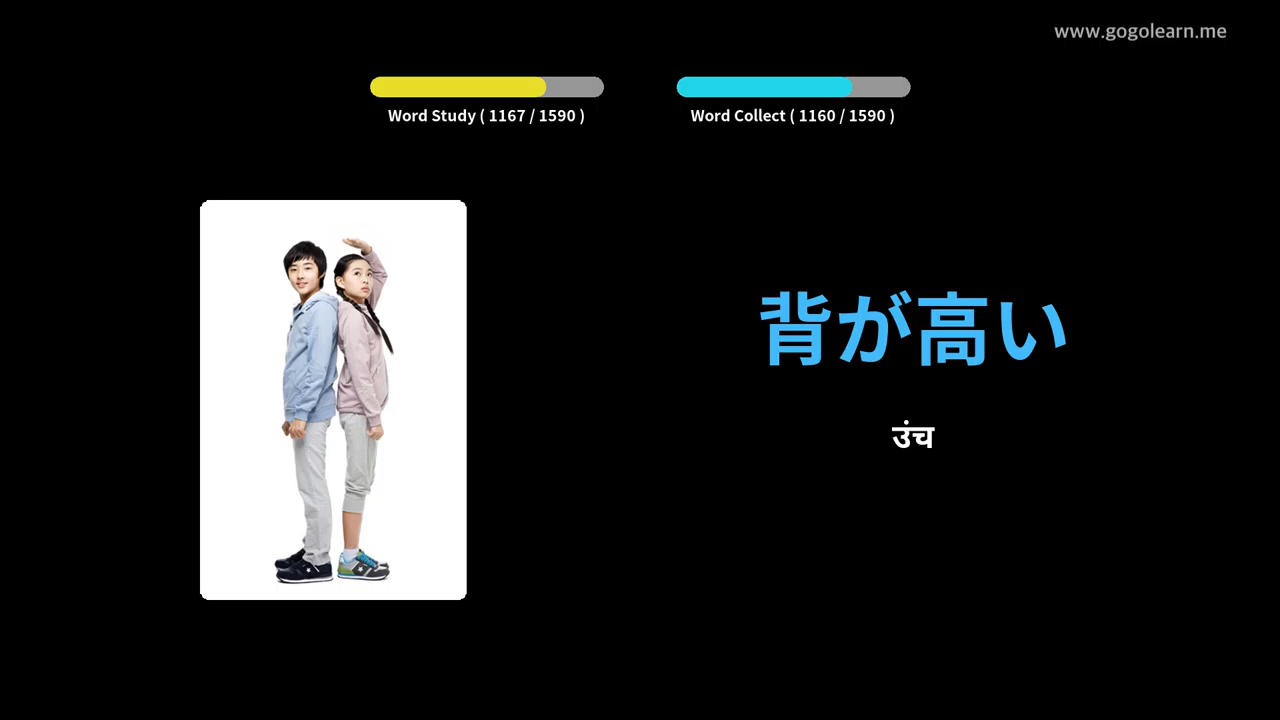 www.gogolearn.me
Word Study ( 1167 / 1590 )
Word Collect ( 1160 / 1590 )
背が高い
उंच